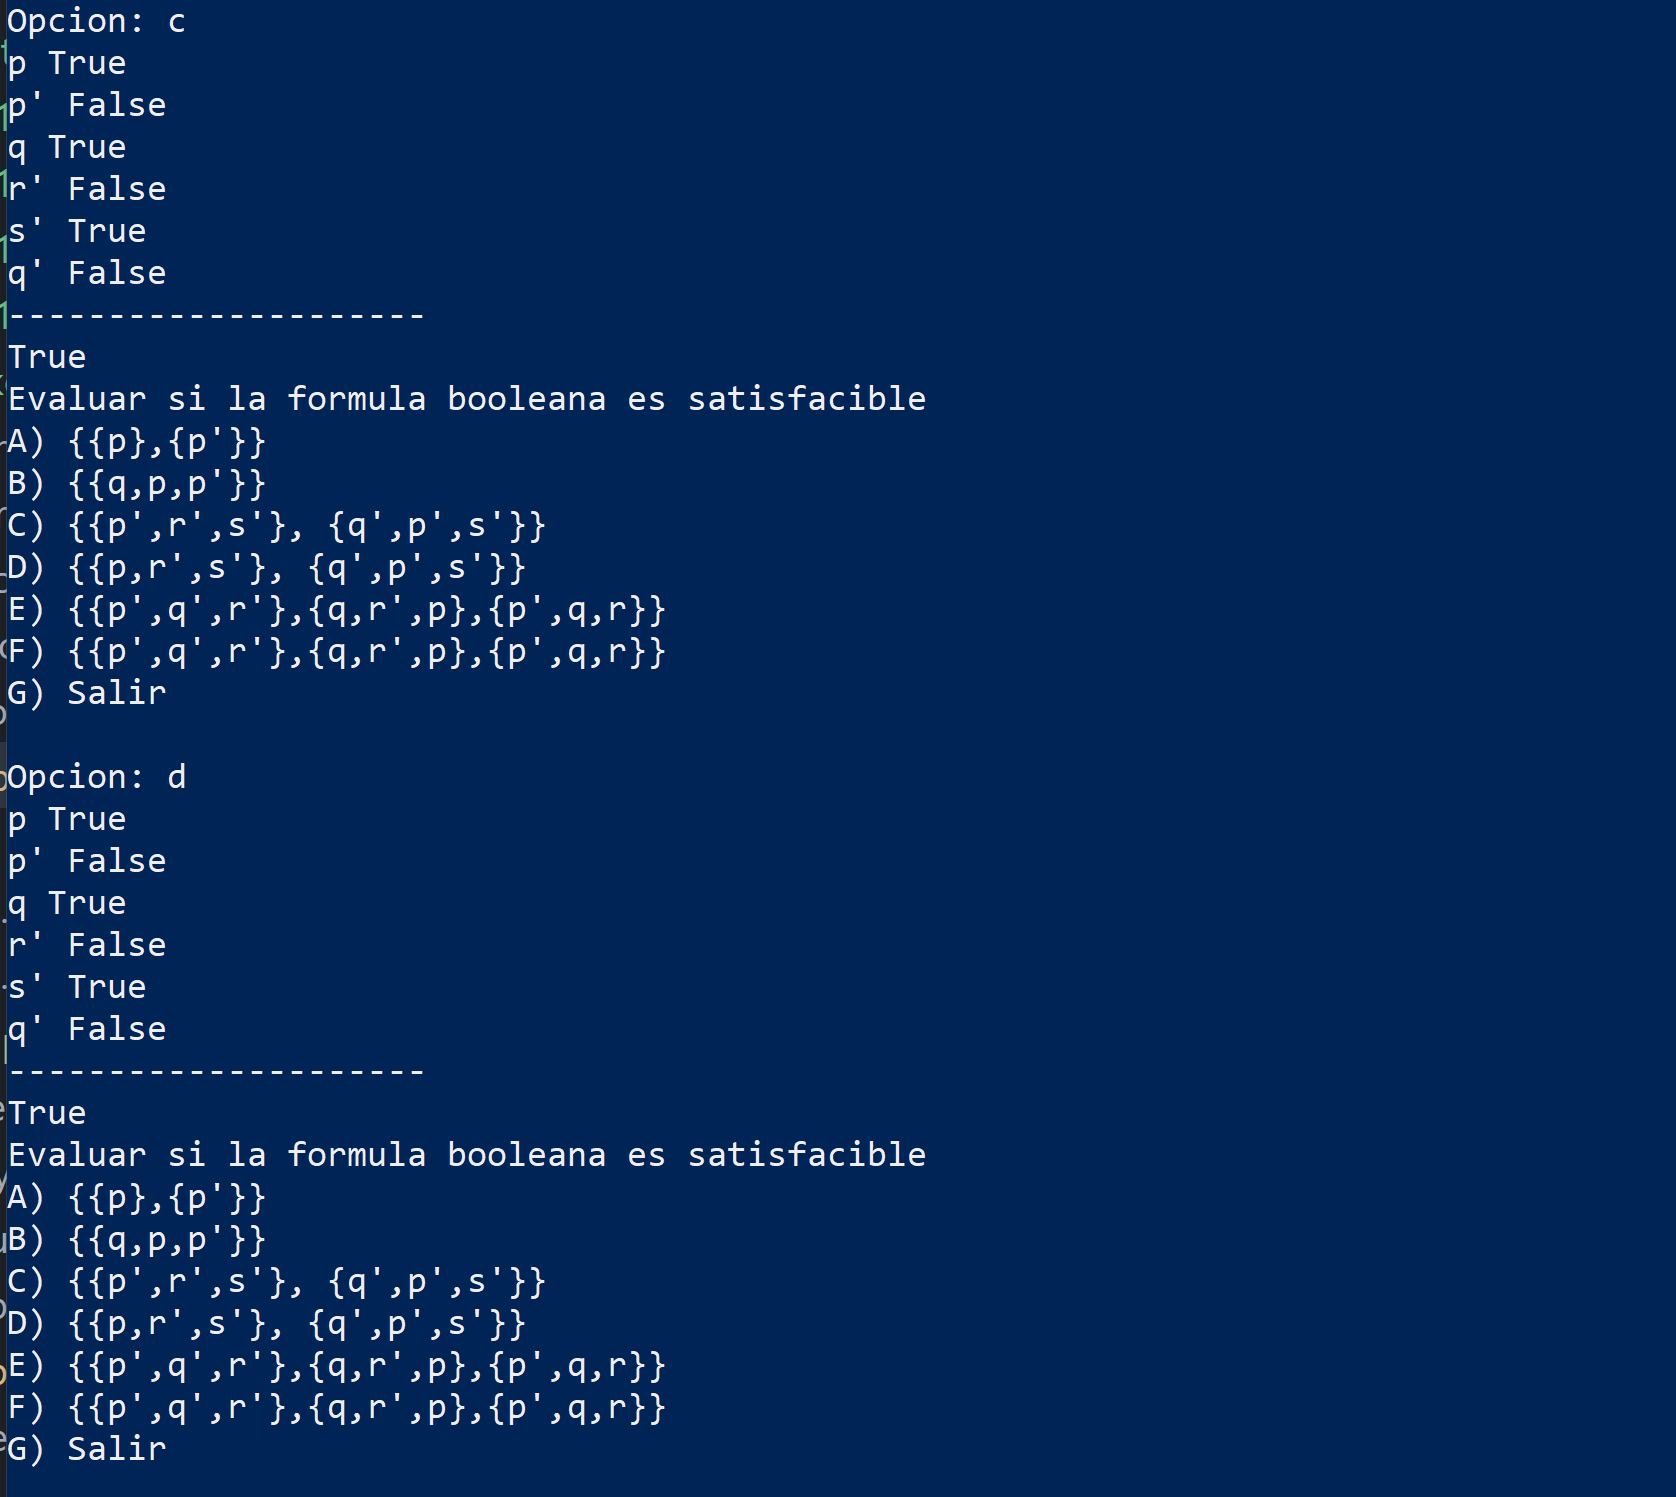 Opcion: c
p True
p' False
q True
r' False
s' True
q' False
---------------------
True
Evaluar si la formula booleana es satisfacible
A) {{p},{p'}}
B) {{q,p,p'}}
C) {{p',r',s'}, {q',p',s'}}
D) {{p,r',s'}, {q',p',s'}}
E) {{p',q',r'},{q,r',p},{p',q,r}}
F) {{p',q',r'},{q,r',p},{p',q,r}}
G) Salir
Opcion: d
p True
p' False
q True
r' False
s' True
q' False
---------------------
True
Evaluar si la formula booleana es satisfacible
A) {{p},{p'}}
B) {{q,p,p'}}
C) {{p',r',s'}, {q',p',s'}}
D) {{p,r',s'}, {q',p',s'}}
E) {{p',q',r'},{q,r',p},{p',q,r}}
F) {{p',q',r'},{q,r',p},{p',q,r}}
G) Salir